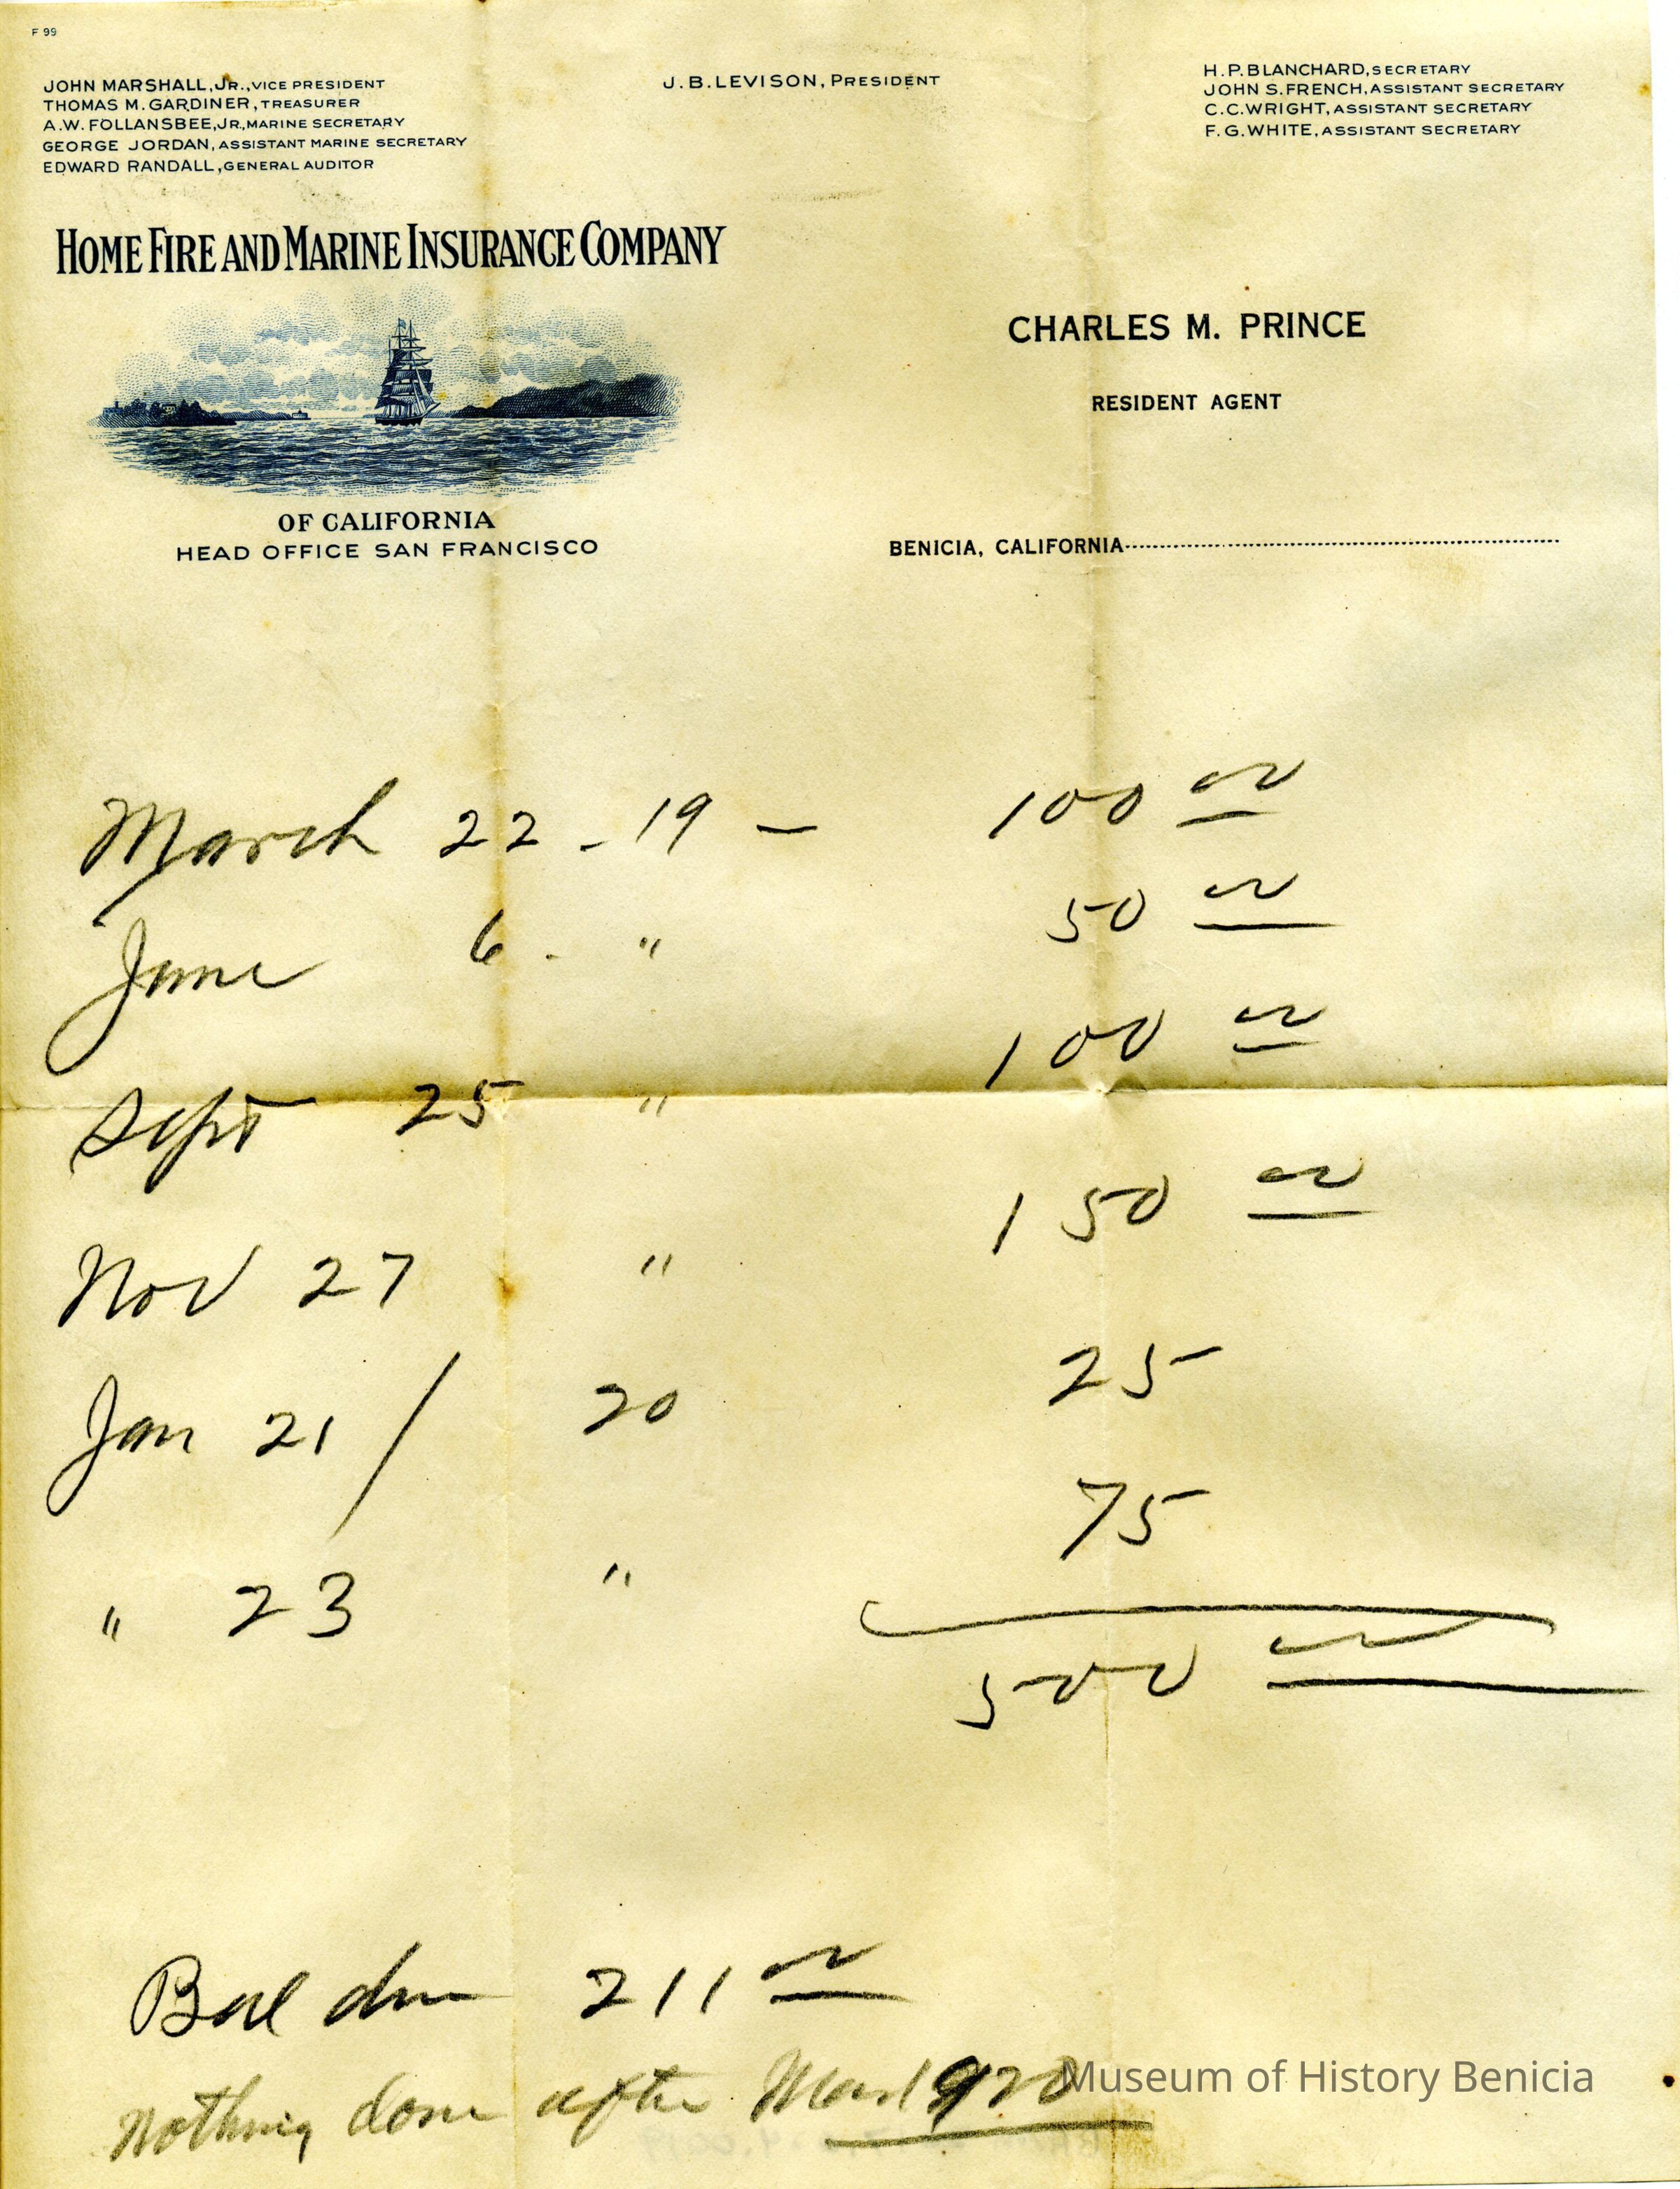 F 99
JOHN MARSHALL, JR., VICE PRESIDENT
THOMAS M. GARDINER, TREASURER
A.W. FOLLANSBEE, JR., MARINE SECRETARY
GEORGE JORDAN, ASSISTANT MARINE SECRETARY
EDWARD RANDALL, GENERAL AUDITOR
J. B. LEVISON, PRESIDENT
H. P. BLANCHARD, SECRETARY
JOHN S. FRENCH, ASSISTANT SECRETARY
C. C. WRIGHT, ASSISTANT SECRETARY
F. G. WHITE, ASSISTANT SECRETARY
HOME FIRE AND MARINE INSURANCE COMPANY
OF CALIFORNIA
HEAD OFFICE SAN FRANCISCO
CHARLES M. PRINCE
RESIDENT AGENT
BENICIA, CALIFORNIA
March 22 - 19 — 100 00
June 6 . " 50 00
Sept 25 " 100 00
Nov 27 " 150 00
Jan 21 / 20 25
" 23 " 75
500 00
Bal due 211 00
Nothing done after 1920
Museum of History Benicia